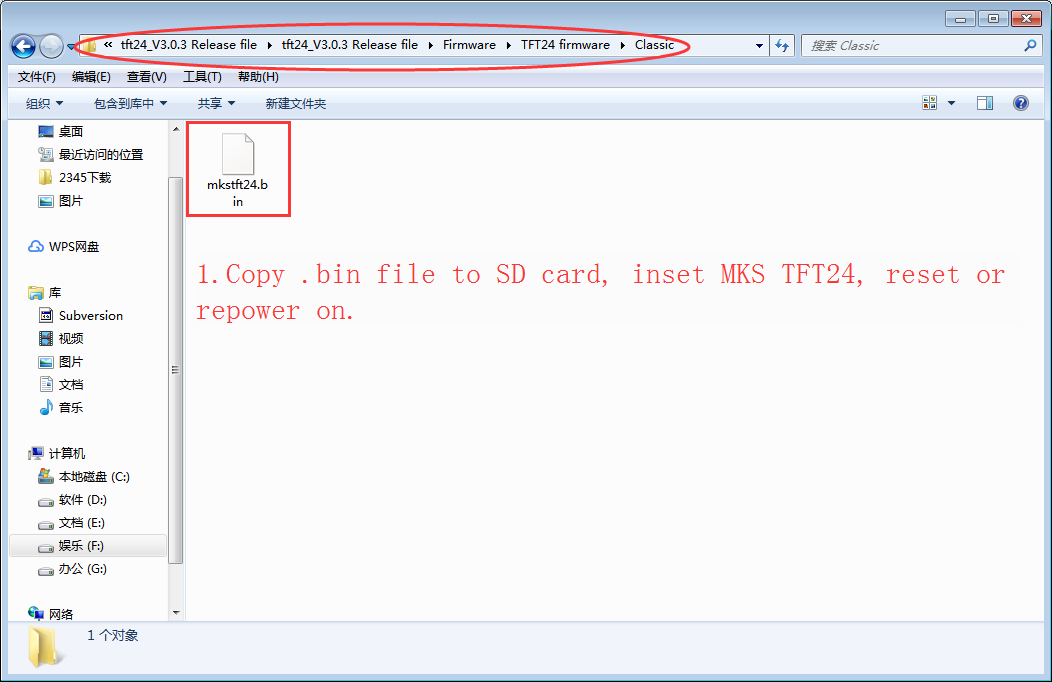 « tft24_V3.0.3 Release file ▸ tft24_V3.0.3 Release file ▸ Firmware ▸ TFT24 firmware ▸ Classic
搜索 Classic
文件(F) 编辑(E) 查看(V) 工具(T) 帮助(H)
组织 包含到库中 共享 新建文件夹
桌面
最近访问的位置
2345下载
图片
WPS网盘
库
Subversion
视频
图片
文档
音乐
计算机
本地磁盘 (C:)
软件 (D:)
文档 (E:)
娱乐 (F:)
办公 (G:)
网络
mkstft24.b
in
1.Copy .bin file to SD card, inset MKS TFT24, reset or
repower on.
1 个对象